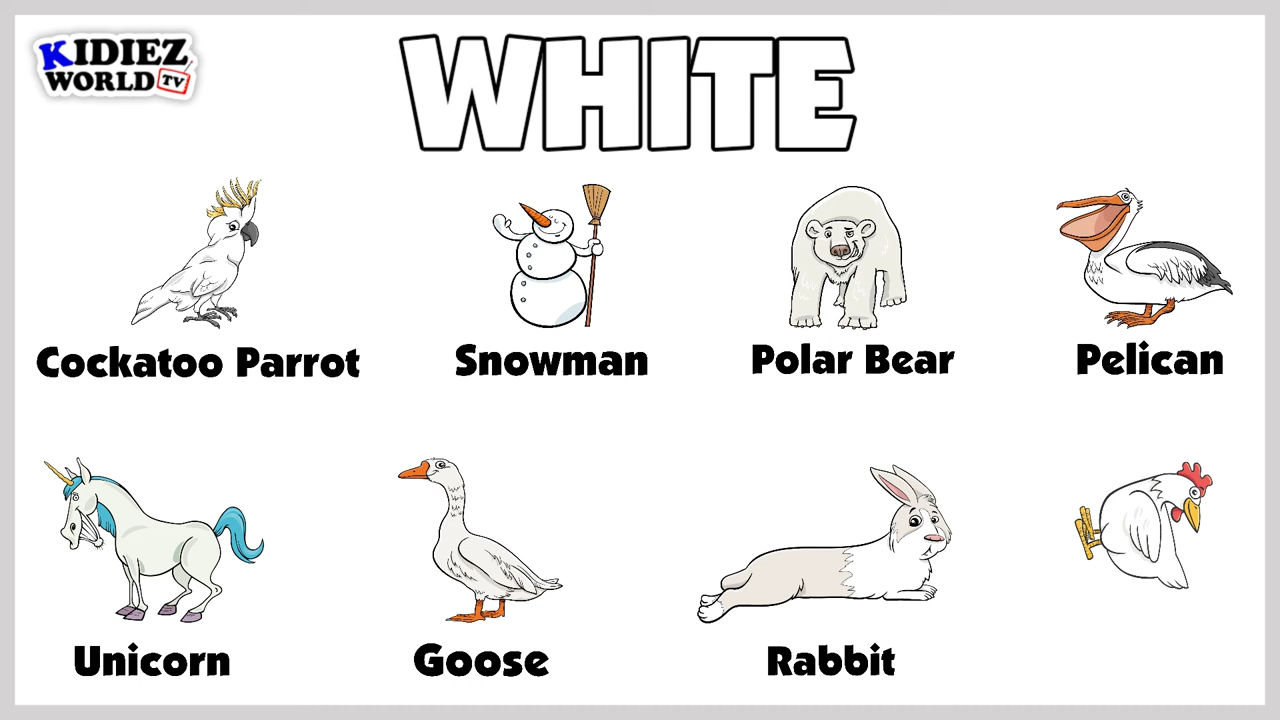 KIDIEZ
WORLD TV
WHITE
Cockatoo Parrot
Snowman
Polar Bear
Pelican
Unicorn
Goose
Rabbit